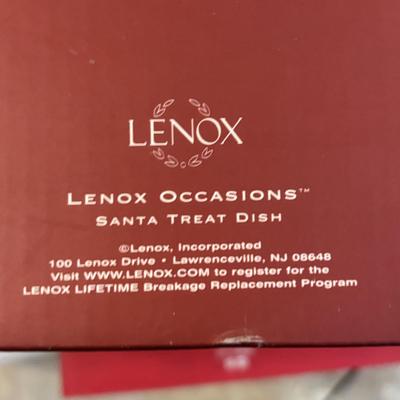 LENOX
LENOX OCCASIONS™
SANTA TREAT DISH
©Lenox, Incorporated
100 Lenox Drive • Lawrenceville, NJ 08648
Visit WWW.LENOX.COM to register for the
LENOX LIFETIME Breakage Replacement Program